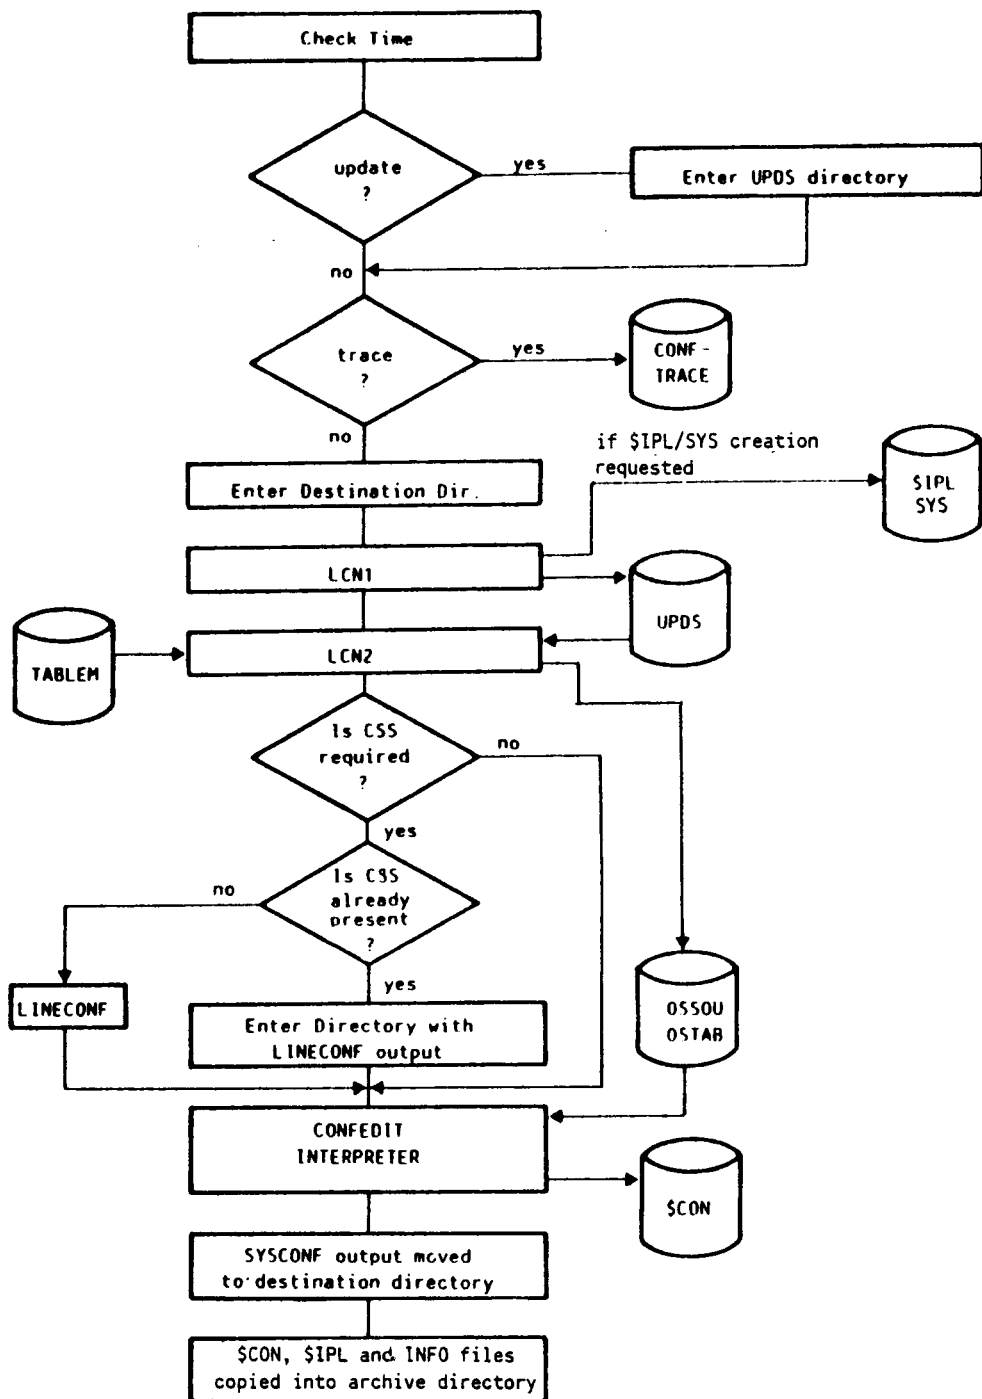 Check Time
update
?
yes
Enter UPDS directory
no
trace
?
yes
CONF-
TRACE
no
if $IPL/SYS creation
requested
$IPL
SYS
Enter Destination Dir.
LCN1
UPDS
TABLEM
LCN2
Is CSS
required
?
no
yes
Is CSS
already
present
?
no
yes
LINECONF
Enter Directory with
LINECONF output
OSSOU
OSTAB
CONFEDIT
INTERPRETER
$CON
SYSCONF output moved
to destination directory
$CON, $IPL and INFO files
copied into archive directory